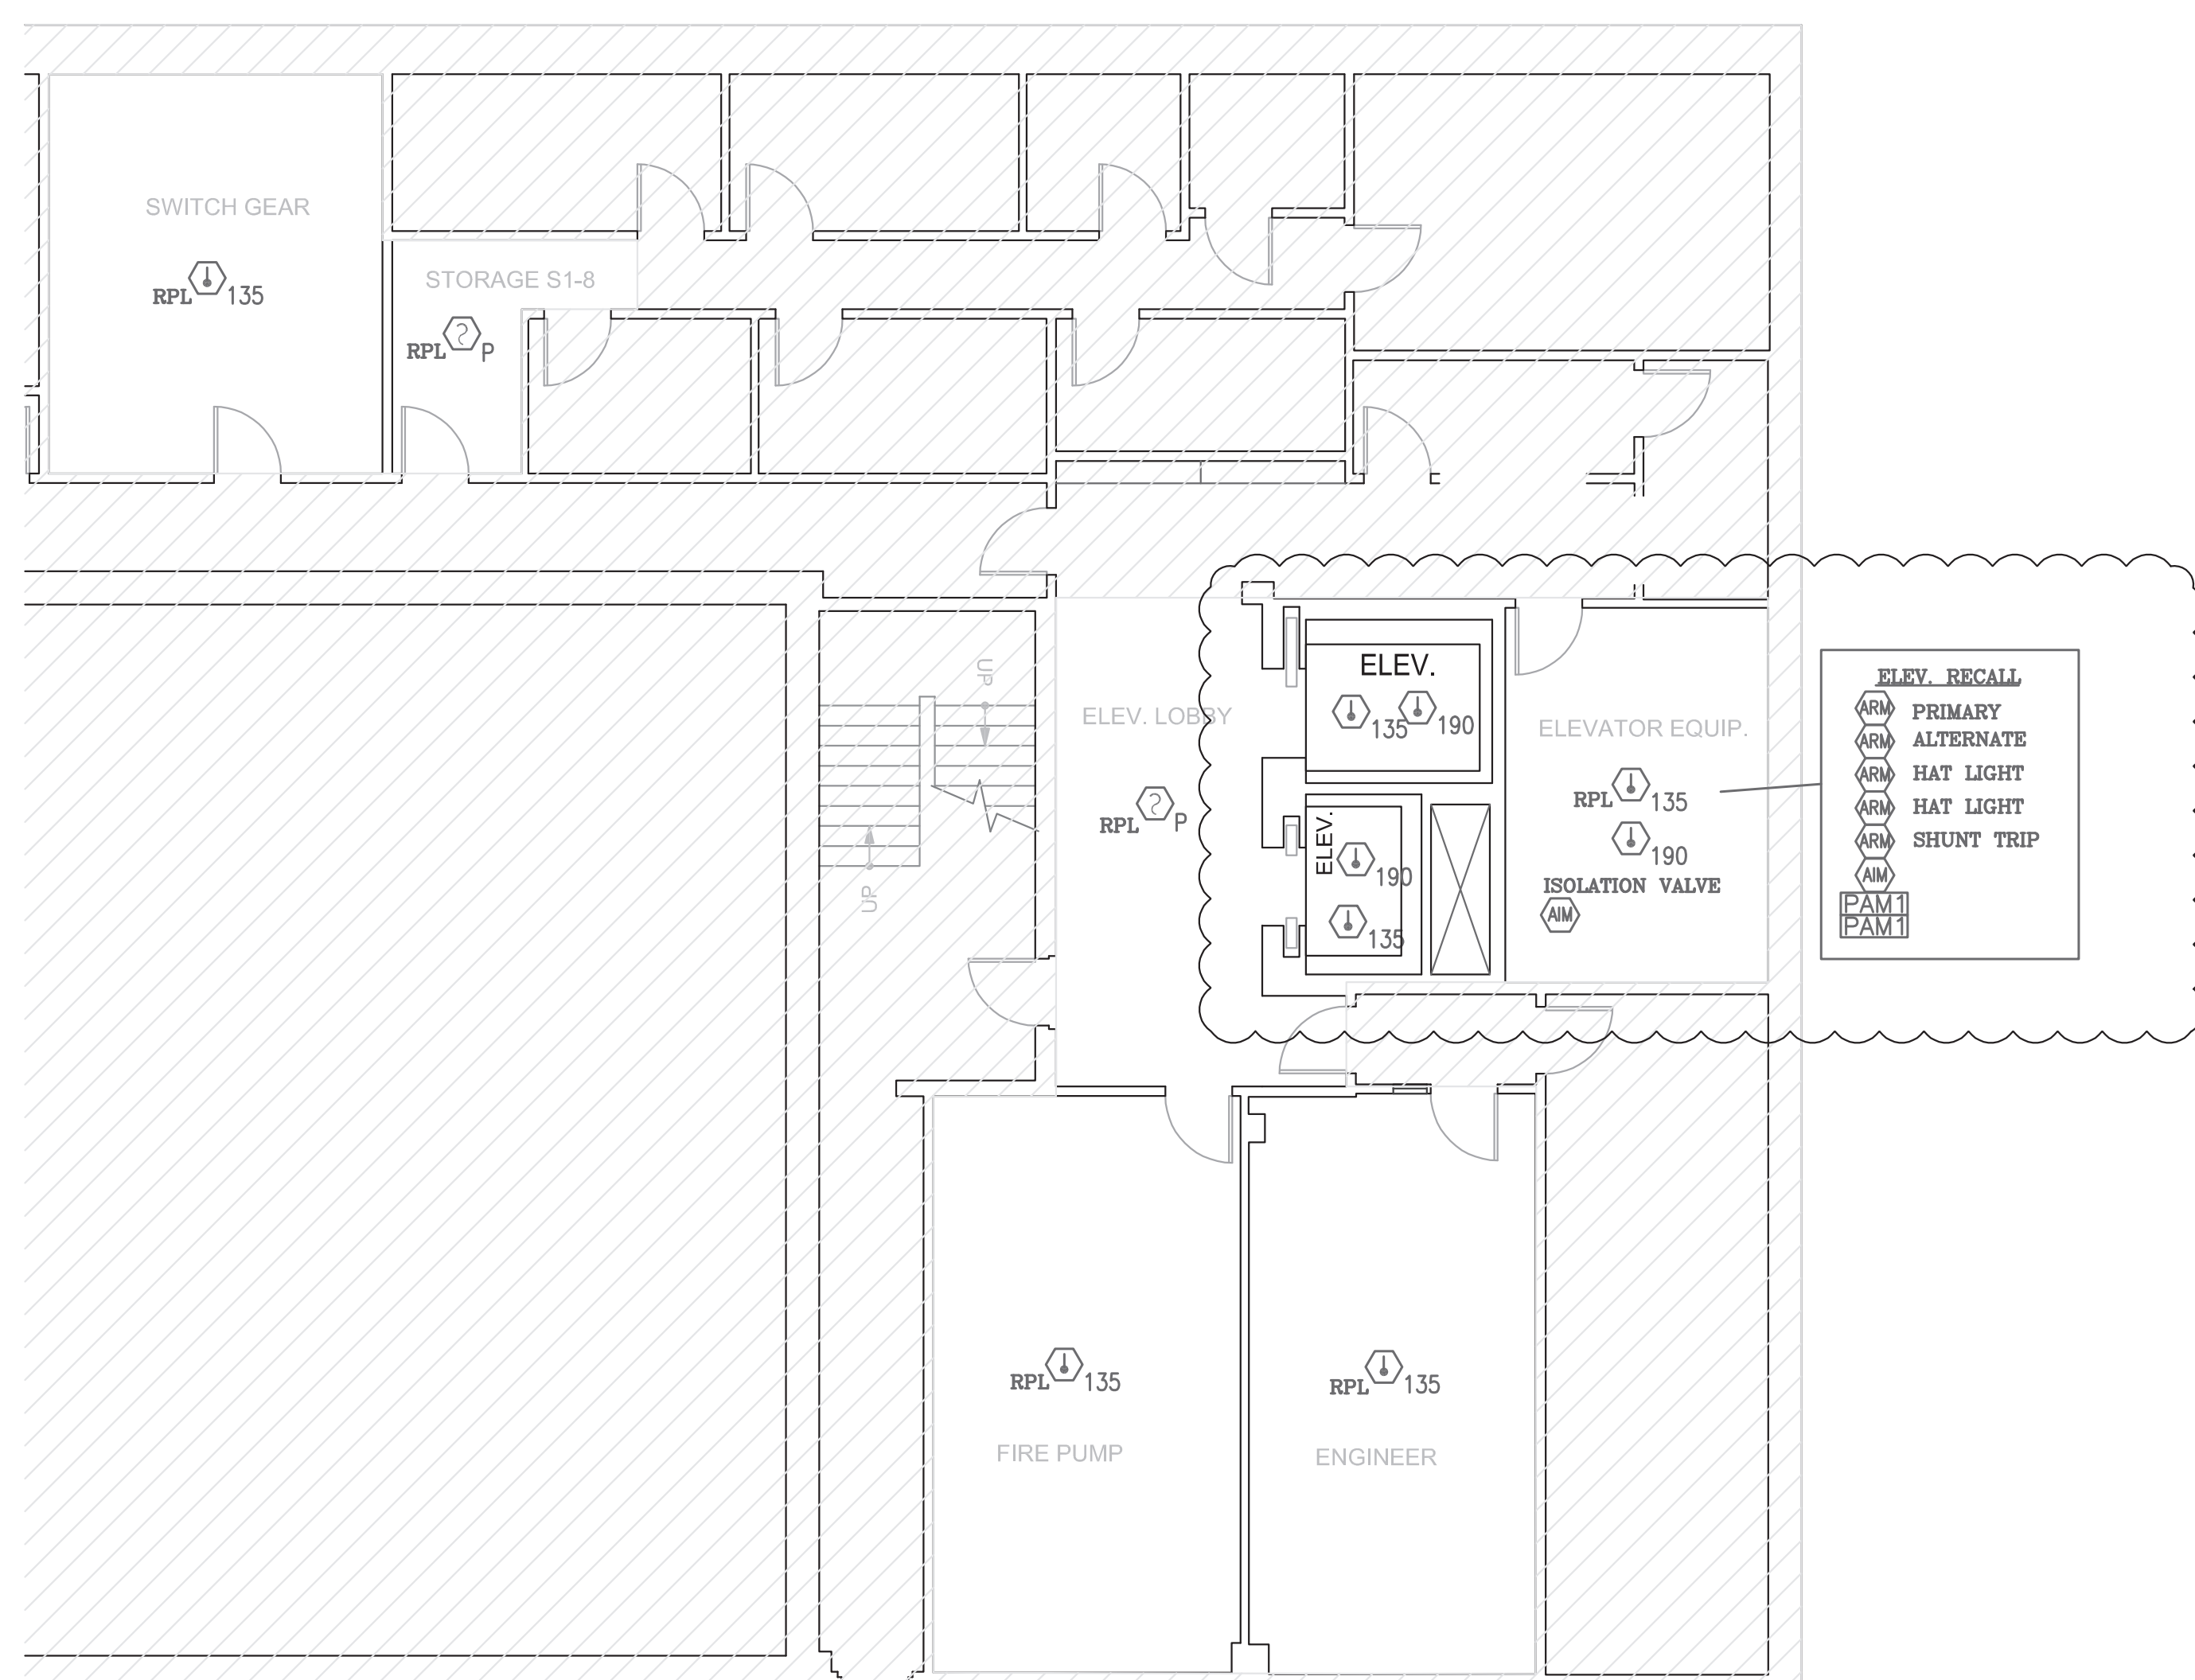 SWITCH GEAR
RPL 135
STORAGE S1-8
RPL P
UP
UP
ELEV. LOBBY
RPL P
ELEV.
135 190
ELEV.
190
135
ELEVATOR EQUIP.
RPL 135
190
ISOLATION VALVE
AIM
ELEV. RECALL
ARM PRIMARY
ARM ALTERNATE
ARM HAT LIGHT
ARM HAT LIGHT
ARM SHUNT TRIP
AIM
PAM1
PAM1
RPL 135
FIRE PUMP
RPL 135
ENGINEER